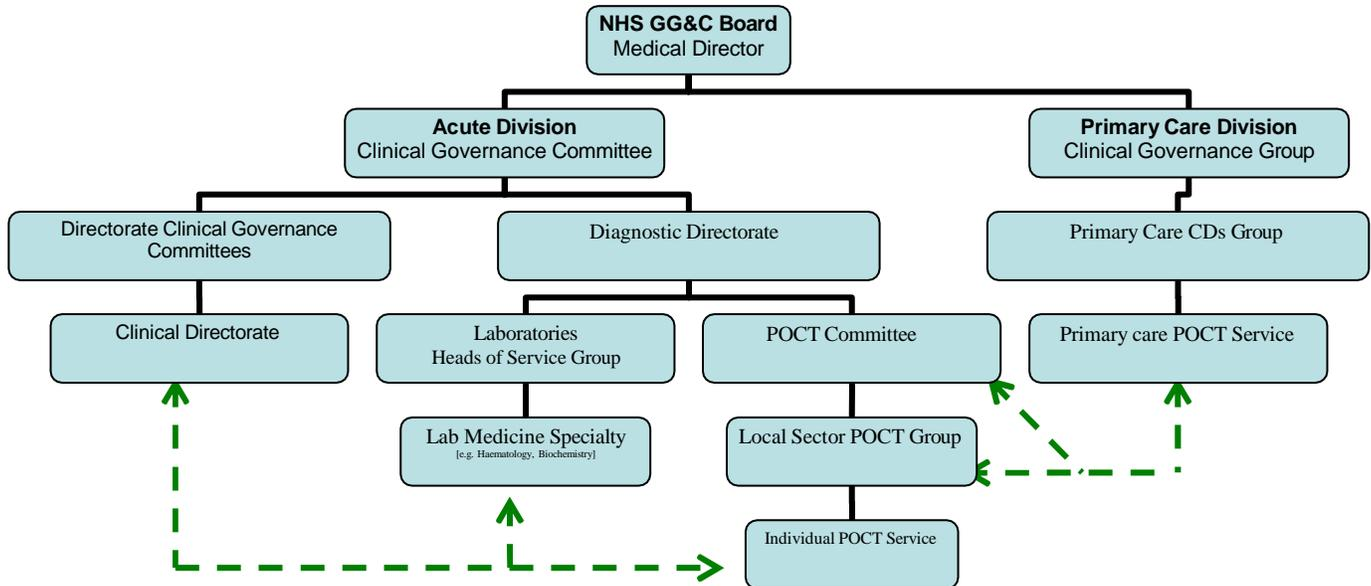 NHS GG&C Board
Medical Director
Acute Division
Clinical Governance Committee
Primary Care Division
Clinical Governance Group
Directorate Clinical Governance
Committees
Diagnostic Directorate
Primary Care CDs Group
Clinical Directorate
Laboratories
Heads of Service Group
POCT Committee
Primary care POCT Service
Lab Medicine Specialty
[e.g. Haematology, Biochemistry]
Local Sector POCT Group
Individual POCT Service